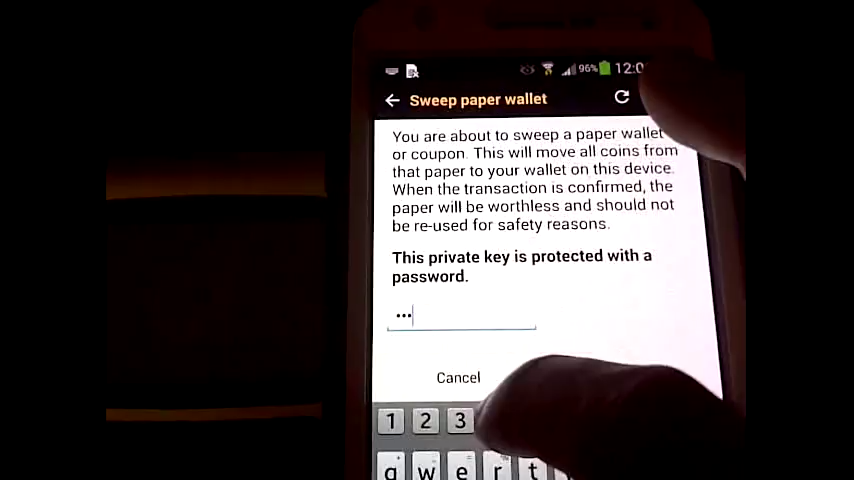 96% 12:0
Sweep paper wallet
You are about to sweep a paper wallet
or coupon. This will move all coins from
that paper to your wallet on this device.
When the transaction is confirmed, the
paper will be worthless and should not
be re-used for safety reasons.
This private key is protected with a
password.
•••
Cancel
1 2 3
q w e r t